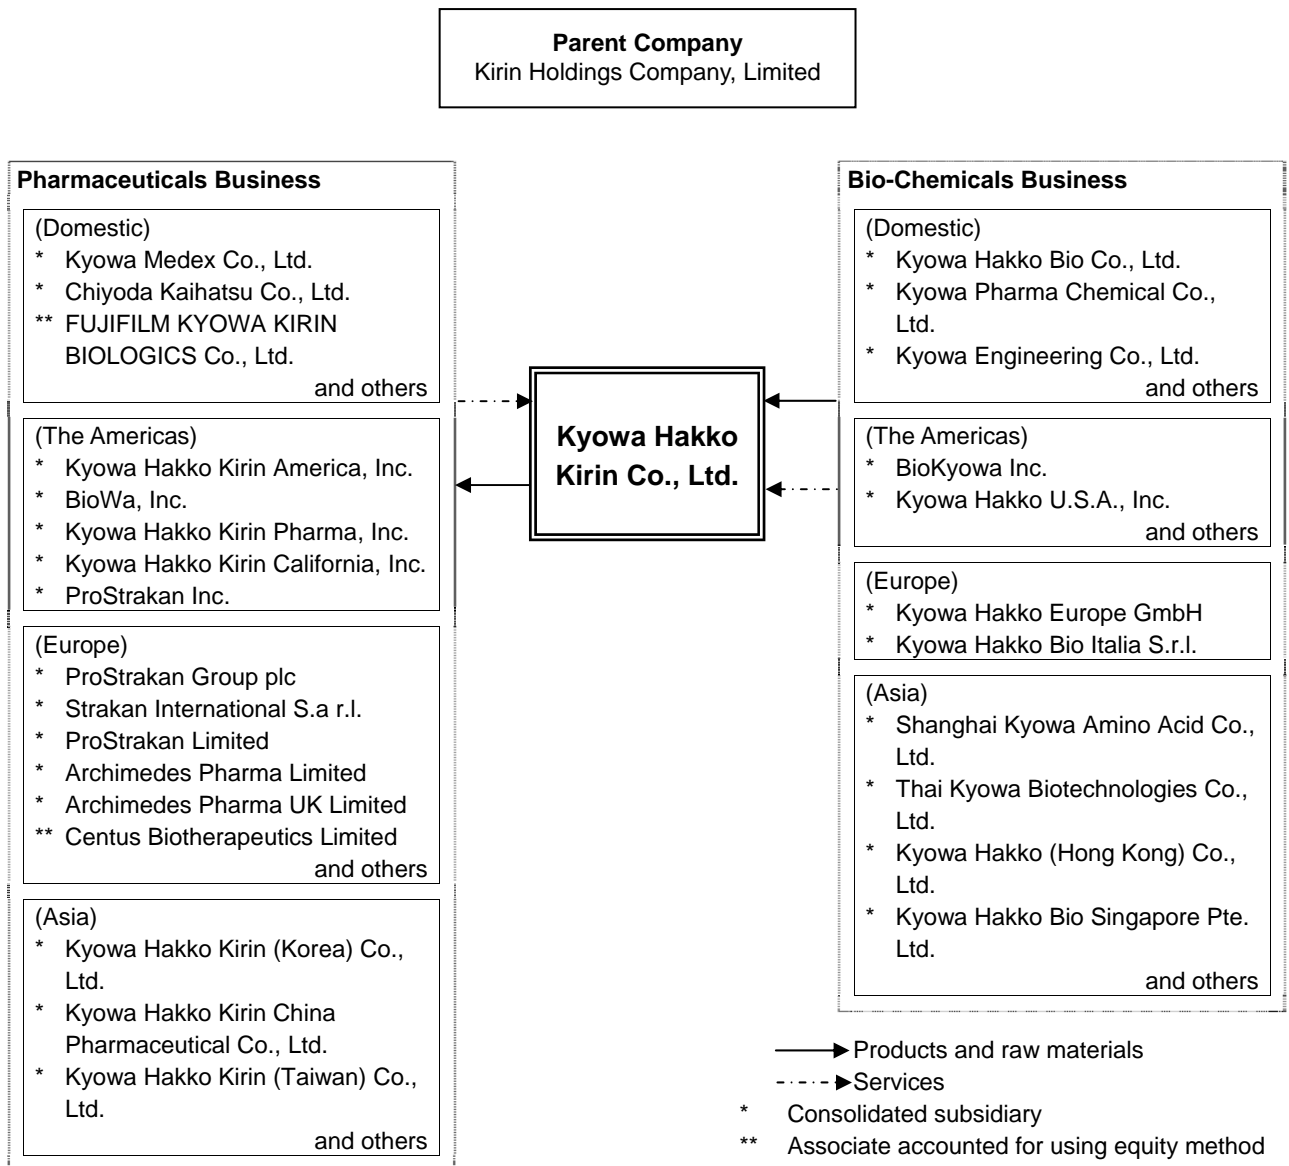 Parent Company
Kirin Holdings Company, Limited
Pharmaceuticals Business
(Domestic)
* Kyowa Medex Co., Ltd.
* Chiyoda Kaihatsu Co., Ltd.
** FUJIFILM KYOWA KIRIN
BIOLOGICS Co., Ltd.
and others
(The Americas)
* Kyowa Hakko Kirin America, Inc.
* BioWa, Inc.
* Kyowa Hakko Kirin Pharma, Inc.
* Kyowa Hakko Kirin California, Inc.
* ProStrakan Inc.
(Europe)
* ProStrakan Group plc
* Strakan International S.a r.l.
* ProStrakan Limited
* Archimedes Pharma Limited
* Archimedes Pharma UK Limited
** Centus Biotherapeutics Limited
and others
(Asia)
* Kyowa Hakko Kirin (Korea) Co.,
Ltd.
* Kyowa Hakko Kirin China
Pharmaceutical Co., Ltd.
* Kyowa Hakko Kirin (Taiwan) Co.,
Ltd.
and others
Kyowa Hakko
Kirin Co., Ltd.
Bio-Chemicals Business
(Domestic)
* Kyowa Hakko Bio Co., Ltd.
* Kyowa Pharma Chemical Co.,
Ltd.
* Kyowa Engineering Co., Ltd.
and others
(The Americas)
* BioKyowa Inc.
* Kyowa Hakko U.S.A., Inc.
and others
(Europe)
* Kyowa Hakko Europe GmbH
* Kyowa Hakko Bio Italia S.r.l.
(Asia)
* Shanghai Kyowa Amino Acid Co.,
Ltd.
* Thai Kyowa Biotechnologies Co.,
Ltd.
* Kyowa Hakko (Hong Kong) Co.,
Ltd.
* Kyowa Hakko Bio Singapore Pte.
Ltd.
and others
Products and raw materials
Services
* Consolidated subsidiary
** Associate accounted for using equity method